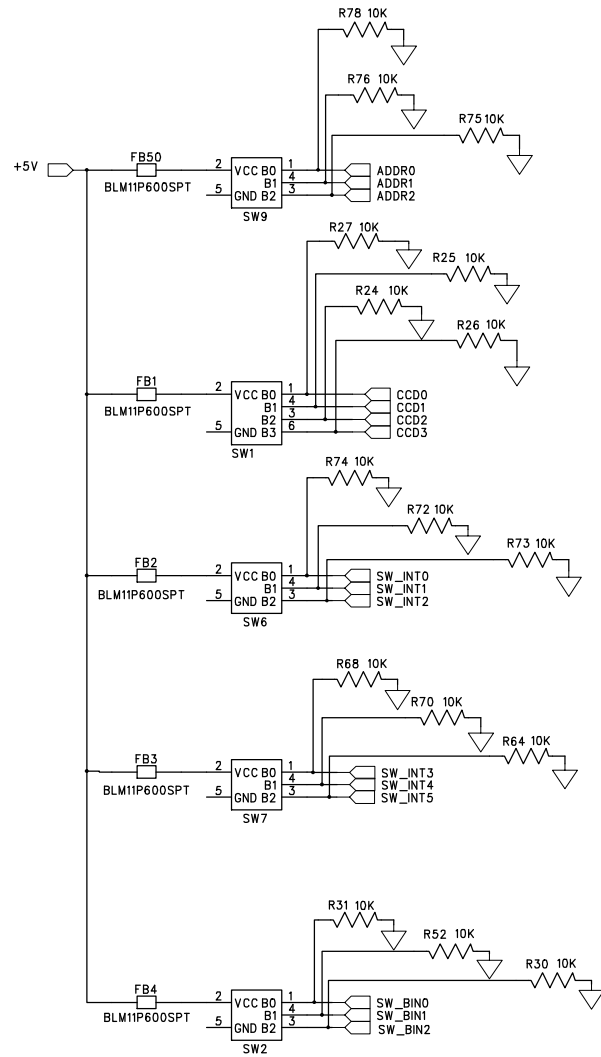 R78 10K
R76 10K
R75 10K
+5V
FB50
BLM11P600SPT
2 VCC B0 1 ADDR0
B1 4 ADDR1
5 GND B2 3 ADDR2
SW9
R27 10K
R25 10K
R24 10K
R26 10K
FB1
BLM11P600SPT
2 VCC B0 1 CCD0
B1 4 CCD1
B2 3 CCD2
5 GND B3 6 CCD3
SW1
R74 10K
R72 10K
R73 10K
FB2
BLM11P600SPT
2 VCC B0 1 SW_INT0
B1 4 SW_INT1
5 GND B2 3 SW_INT2
SW6
R68 10K
R70 10K
R64 10K
FB3
BLM11P600SPT
2 VCC B0 1 SW_INT3
B1 4 SW_INT4
5 GND B2 3 SW_INT5
SW7
R31 10K
R52 10K
R30 10K
FB4
BLM11P600SPT
2 VCC B0 1 SW_BIN0
B1 4 SW_BIN1
5 GND B2 3 SW_BIN2
SW2